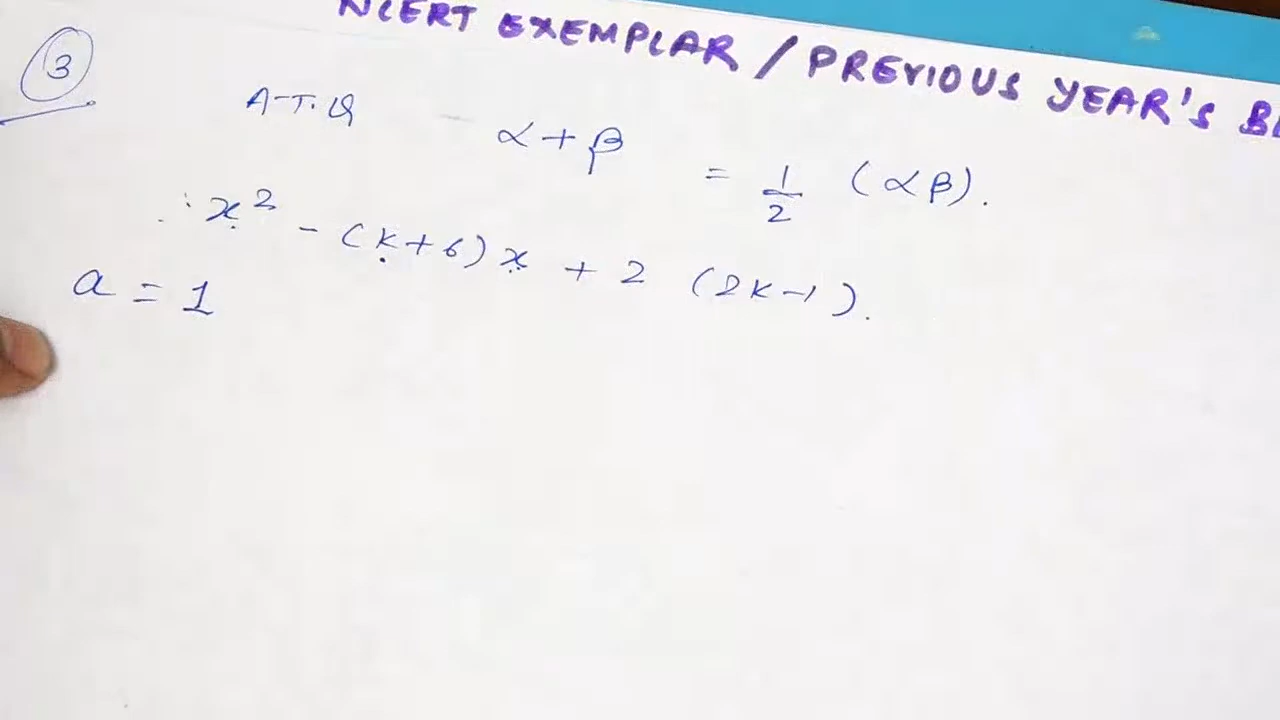 NCERT EXEMPLAR / PREVIOUS YEAR'S
3
A-T.Q α + β = 1/2 (αβ).
∴ x² - (k+6)x + 2 (2k-1).
a = 1